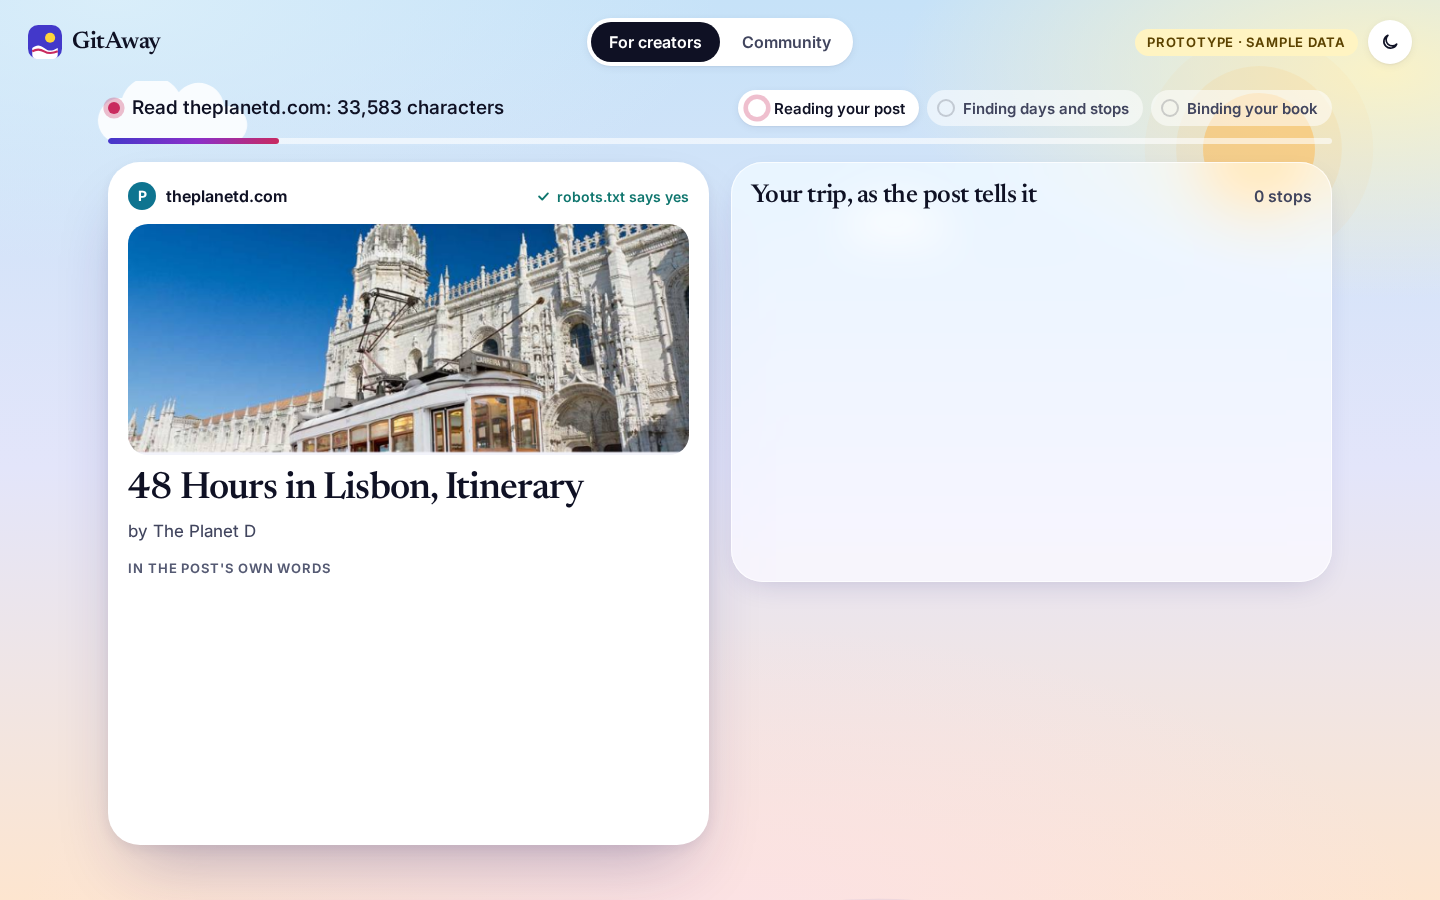 GitAway
For creators
Community
PROTOTYPE · SAMPLE DATA
Read theplanetd.com: 33,583 characters
Reading your post
Finding days and stops
Binding your book
P
theplanetd.com
robots.txt says yes
48 Hours in Lisbon, Itinerary
by The Planet D
IN THE POST'S OWN WORDS
Your trip, as the post tells it
0 stops